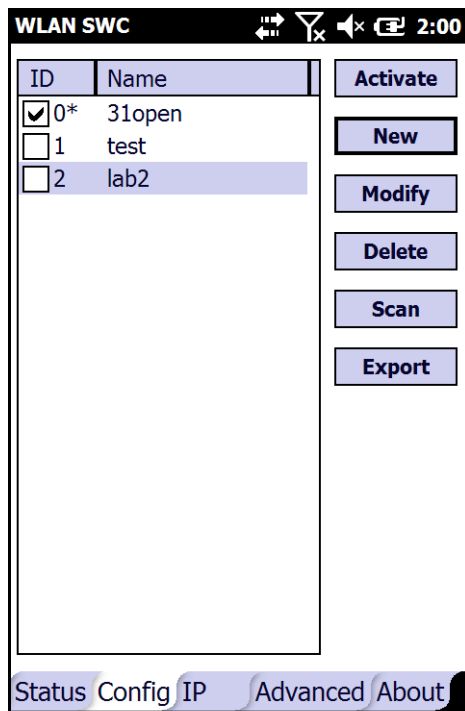 WLAN SWC 2:00
ID Name
0* 31open
1 test
2 lab2
Activate
New
Modify
Delete
Scan
Export
Status Config IP Advanced About